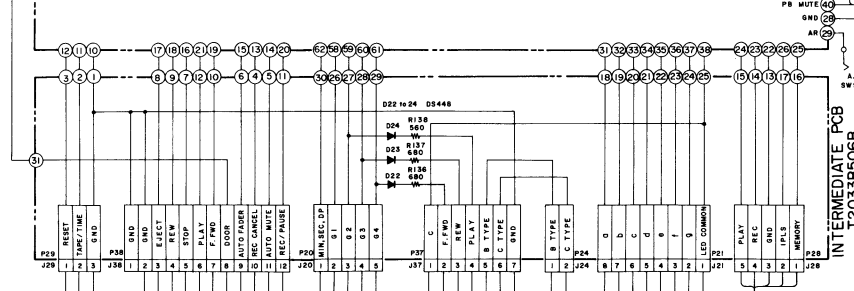 PB MUTE 40
GND 28
AR 29
12 11 10 17 18 16 21 19 15 13 14 20 62 58 59 60 61 31 32 33 34 35 36 37 38 24 23 22 26 25
3 2 1 8 9 7 12 10 6 4 5 11 30 26 27 28 29 18 19 20 21 22 23 24 25 15 14 13 17 16
SW
D22 to 24 DS448
D24 R138 560
D23 R137 680
D22 R136 680
31
RESET
TAPE/TIME
GND
GND
GND
EJECT
REW
STOP
PLAY
F.FWD
DOOR
AUTO FADER
REC CANCEL
AUTO MUTE
REC/PAUSE
MIN, SEC, DP
G1
G2
G3
G4
C
F.FWD
REW
PLAY
B TYPE
C TYPE
GND
B TYPE
C TYPE
a
b
c
d
e
f
g
LED COMMON
PLAY
REC
GND
IPLS
MEMORY
P29 P38 P20 P37 P24 P21 P28
J29 1 2 3 J38 1 2 3 4 5 6 7 8 9 10 11 12 J20 1 2 3 4 5 J37 1 2 3 4 5 6 7 1 2 J24 8 7 6 5 4 3 2 1 J21 5 4 3 2 1 J28
INTERMEDIATE PCB